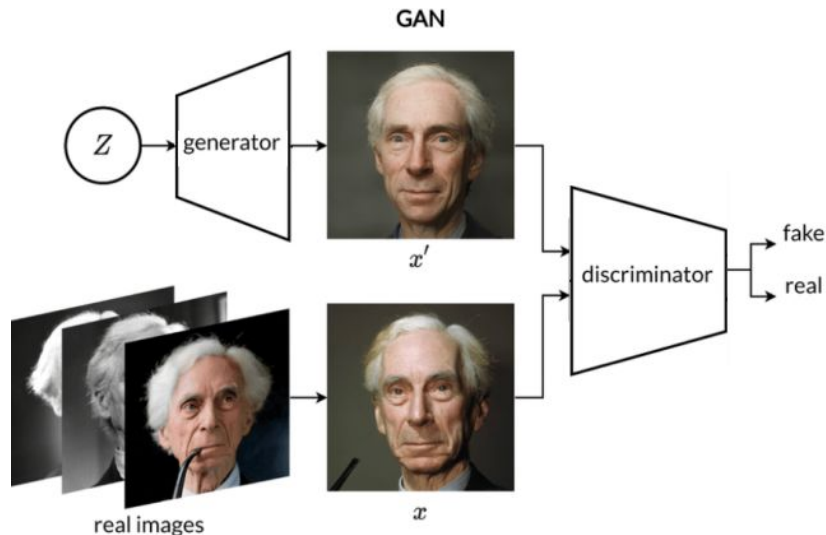 GAN
Z
generator
x′
fake
discriminator
real
real images
x